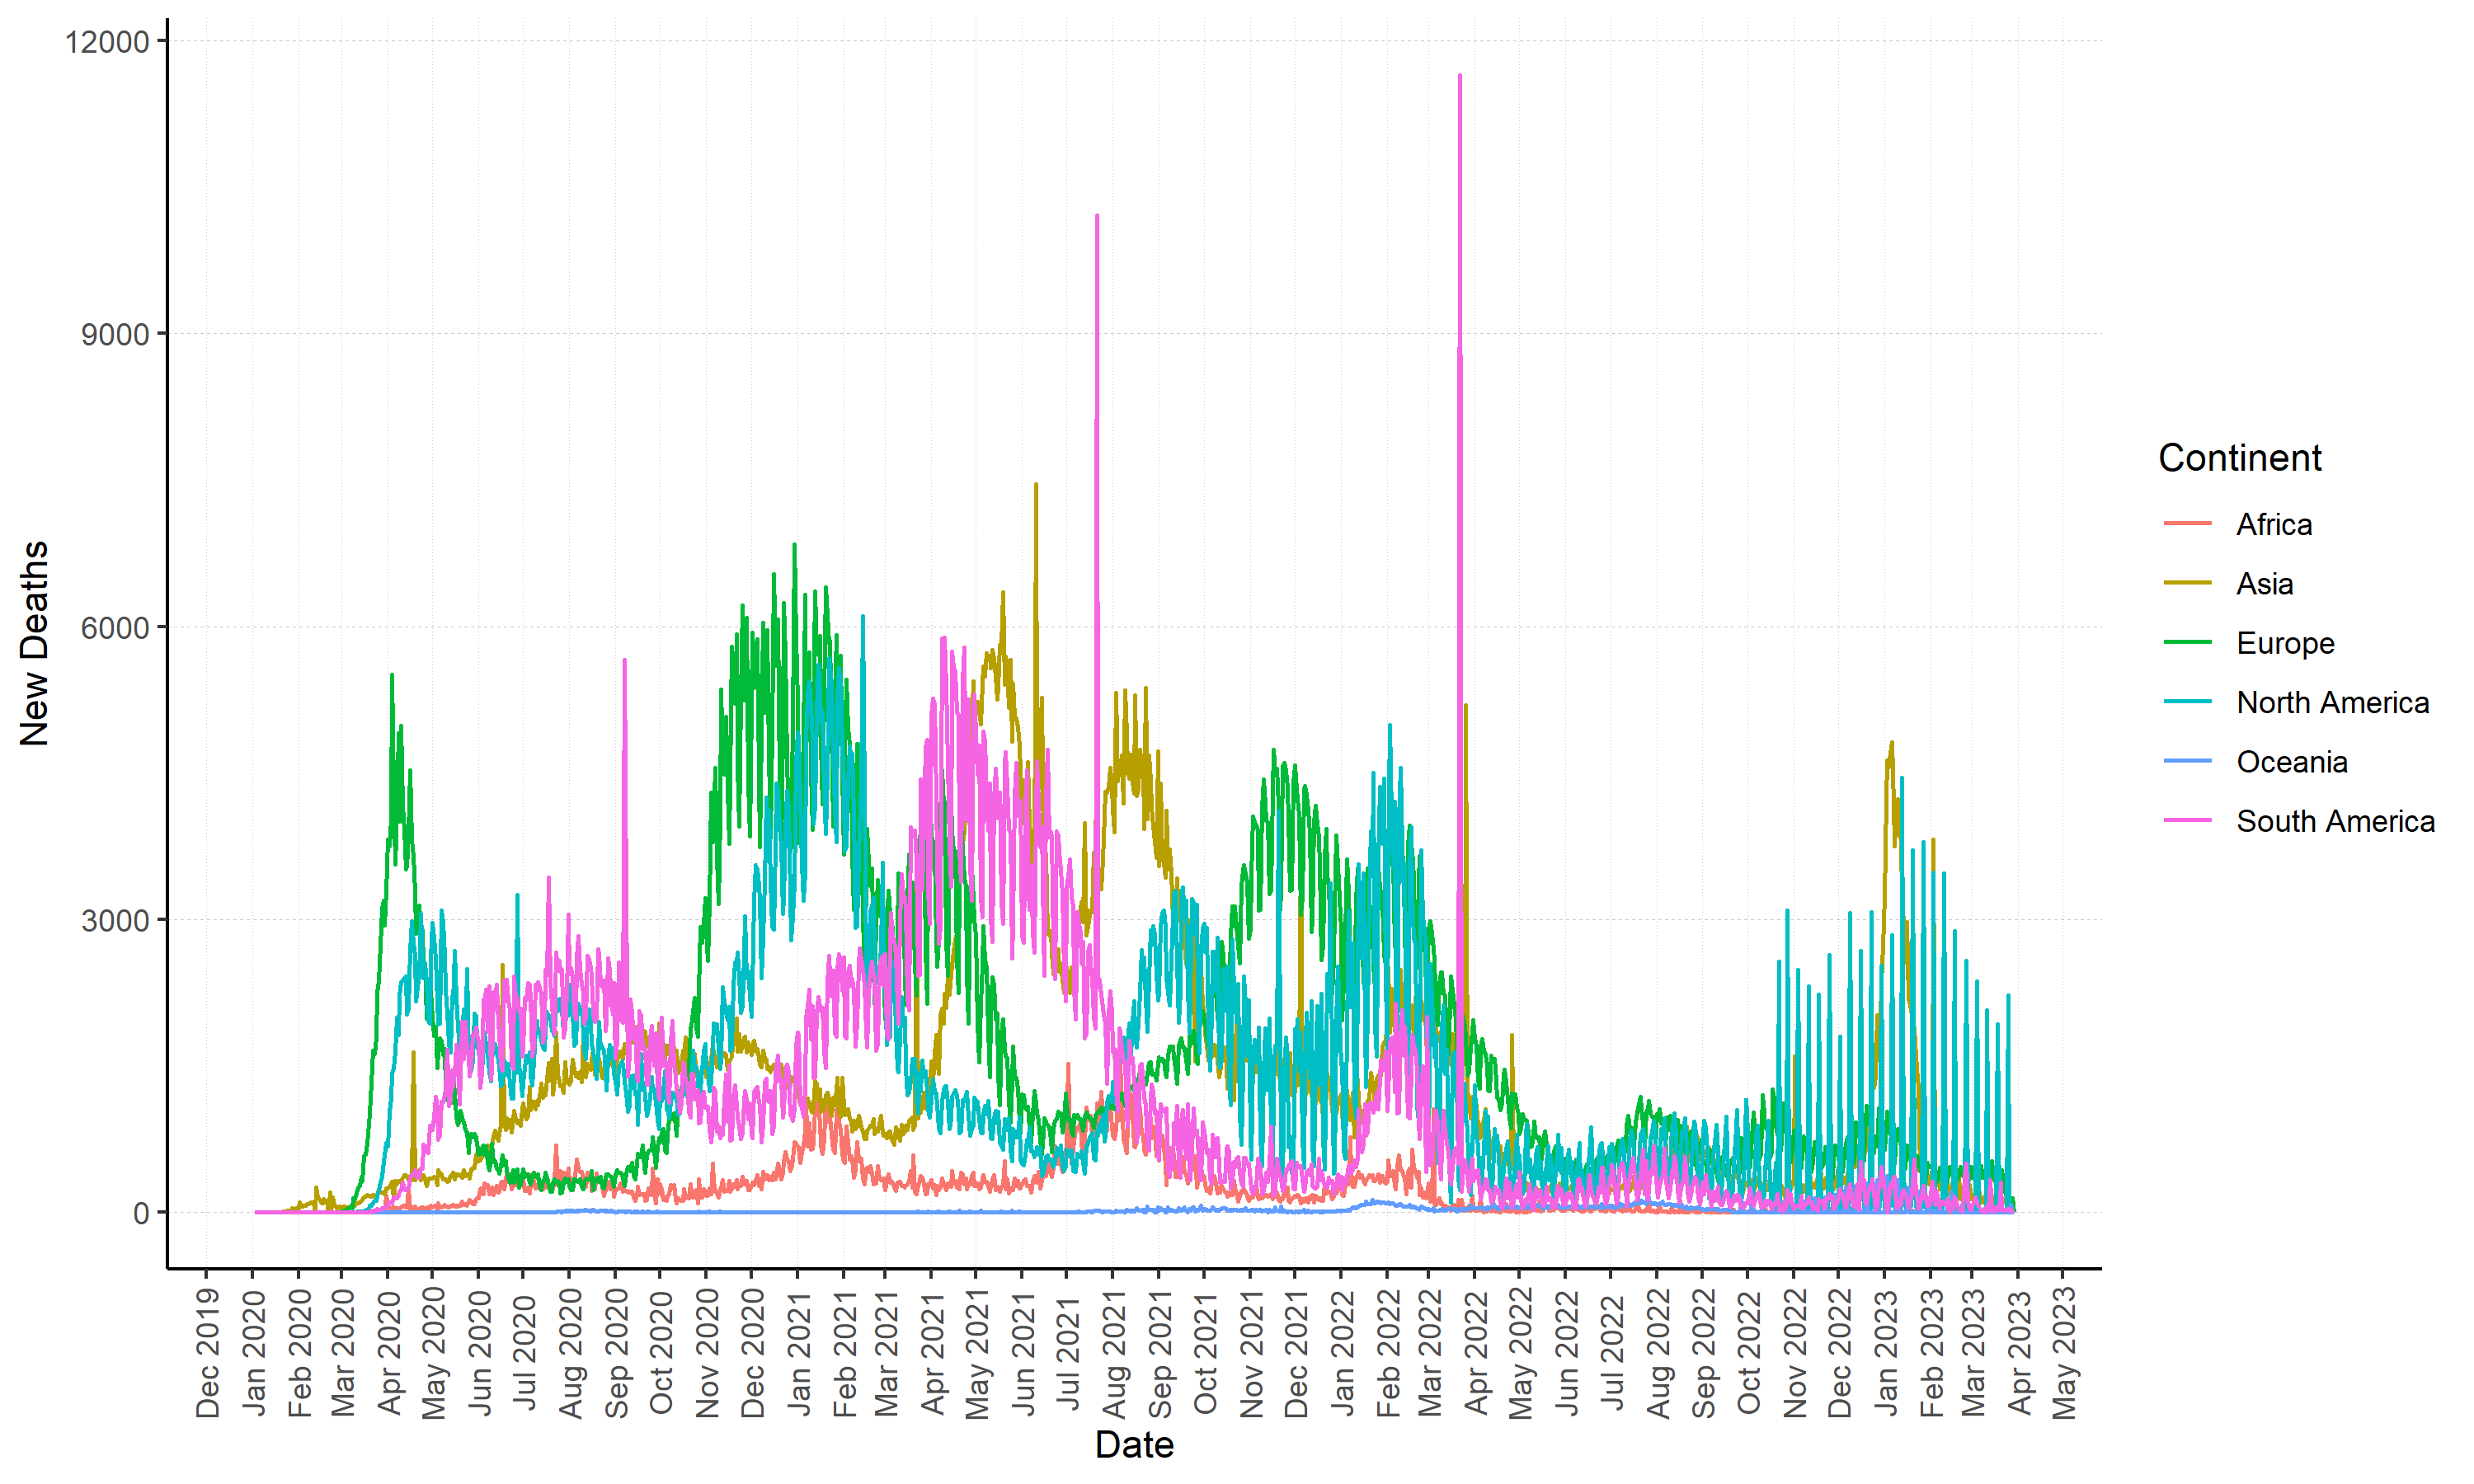 New Deaths
12000
9000
6000
3000
0
Dec 2019
Jan 2020
Feb 2020
Mar 2020
Apr 2020
May 2020
Jun 2020
Jul 2020
Aug 2020
Sep 2020
Oct 2020
Nov 2020
Dec 2020
Jan 2021
Feb 2021
Mar 2021
Apr 2021
May 2021
Jun 2021
Jul 2021
Aug 2021
Sep 2021
Oct 2021
Nov 2021
Dec 2021
Jan 2022
Feb 2022
Mar 2022
Apr 2022
May 2022
Jun 2022
Jul 2022
Aug 2022
Sep 2022
Oct 2022
Nov 2022
Dec 2022
Jan 2023
Feb 2023
Mar 2023
Apr 2023
May 2023
Date
Continent
Africa
Asia
Europe
North America
Oceania
South America